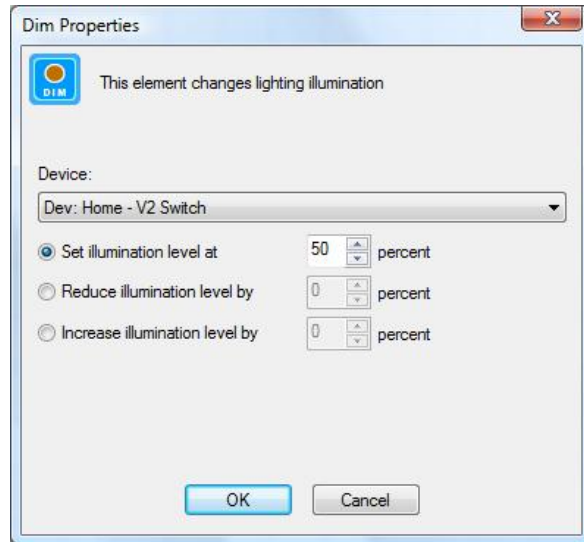 Dim Properties
DIM
This element changes lighting illumination
Device:
Dev: Home - V2 Switch
Set illumination level at 50 percent
Reduce illumination level by 0 percent
Increase illumination level by 0 percent
OK Cancel